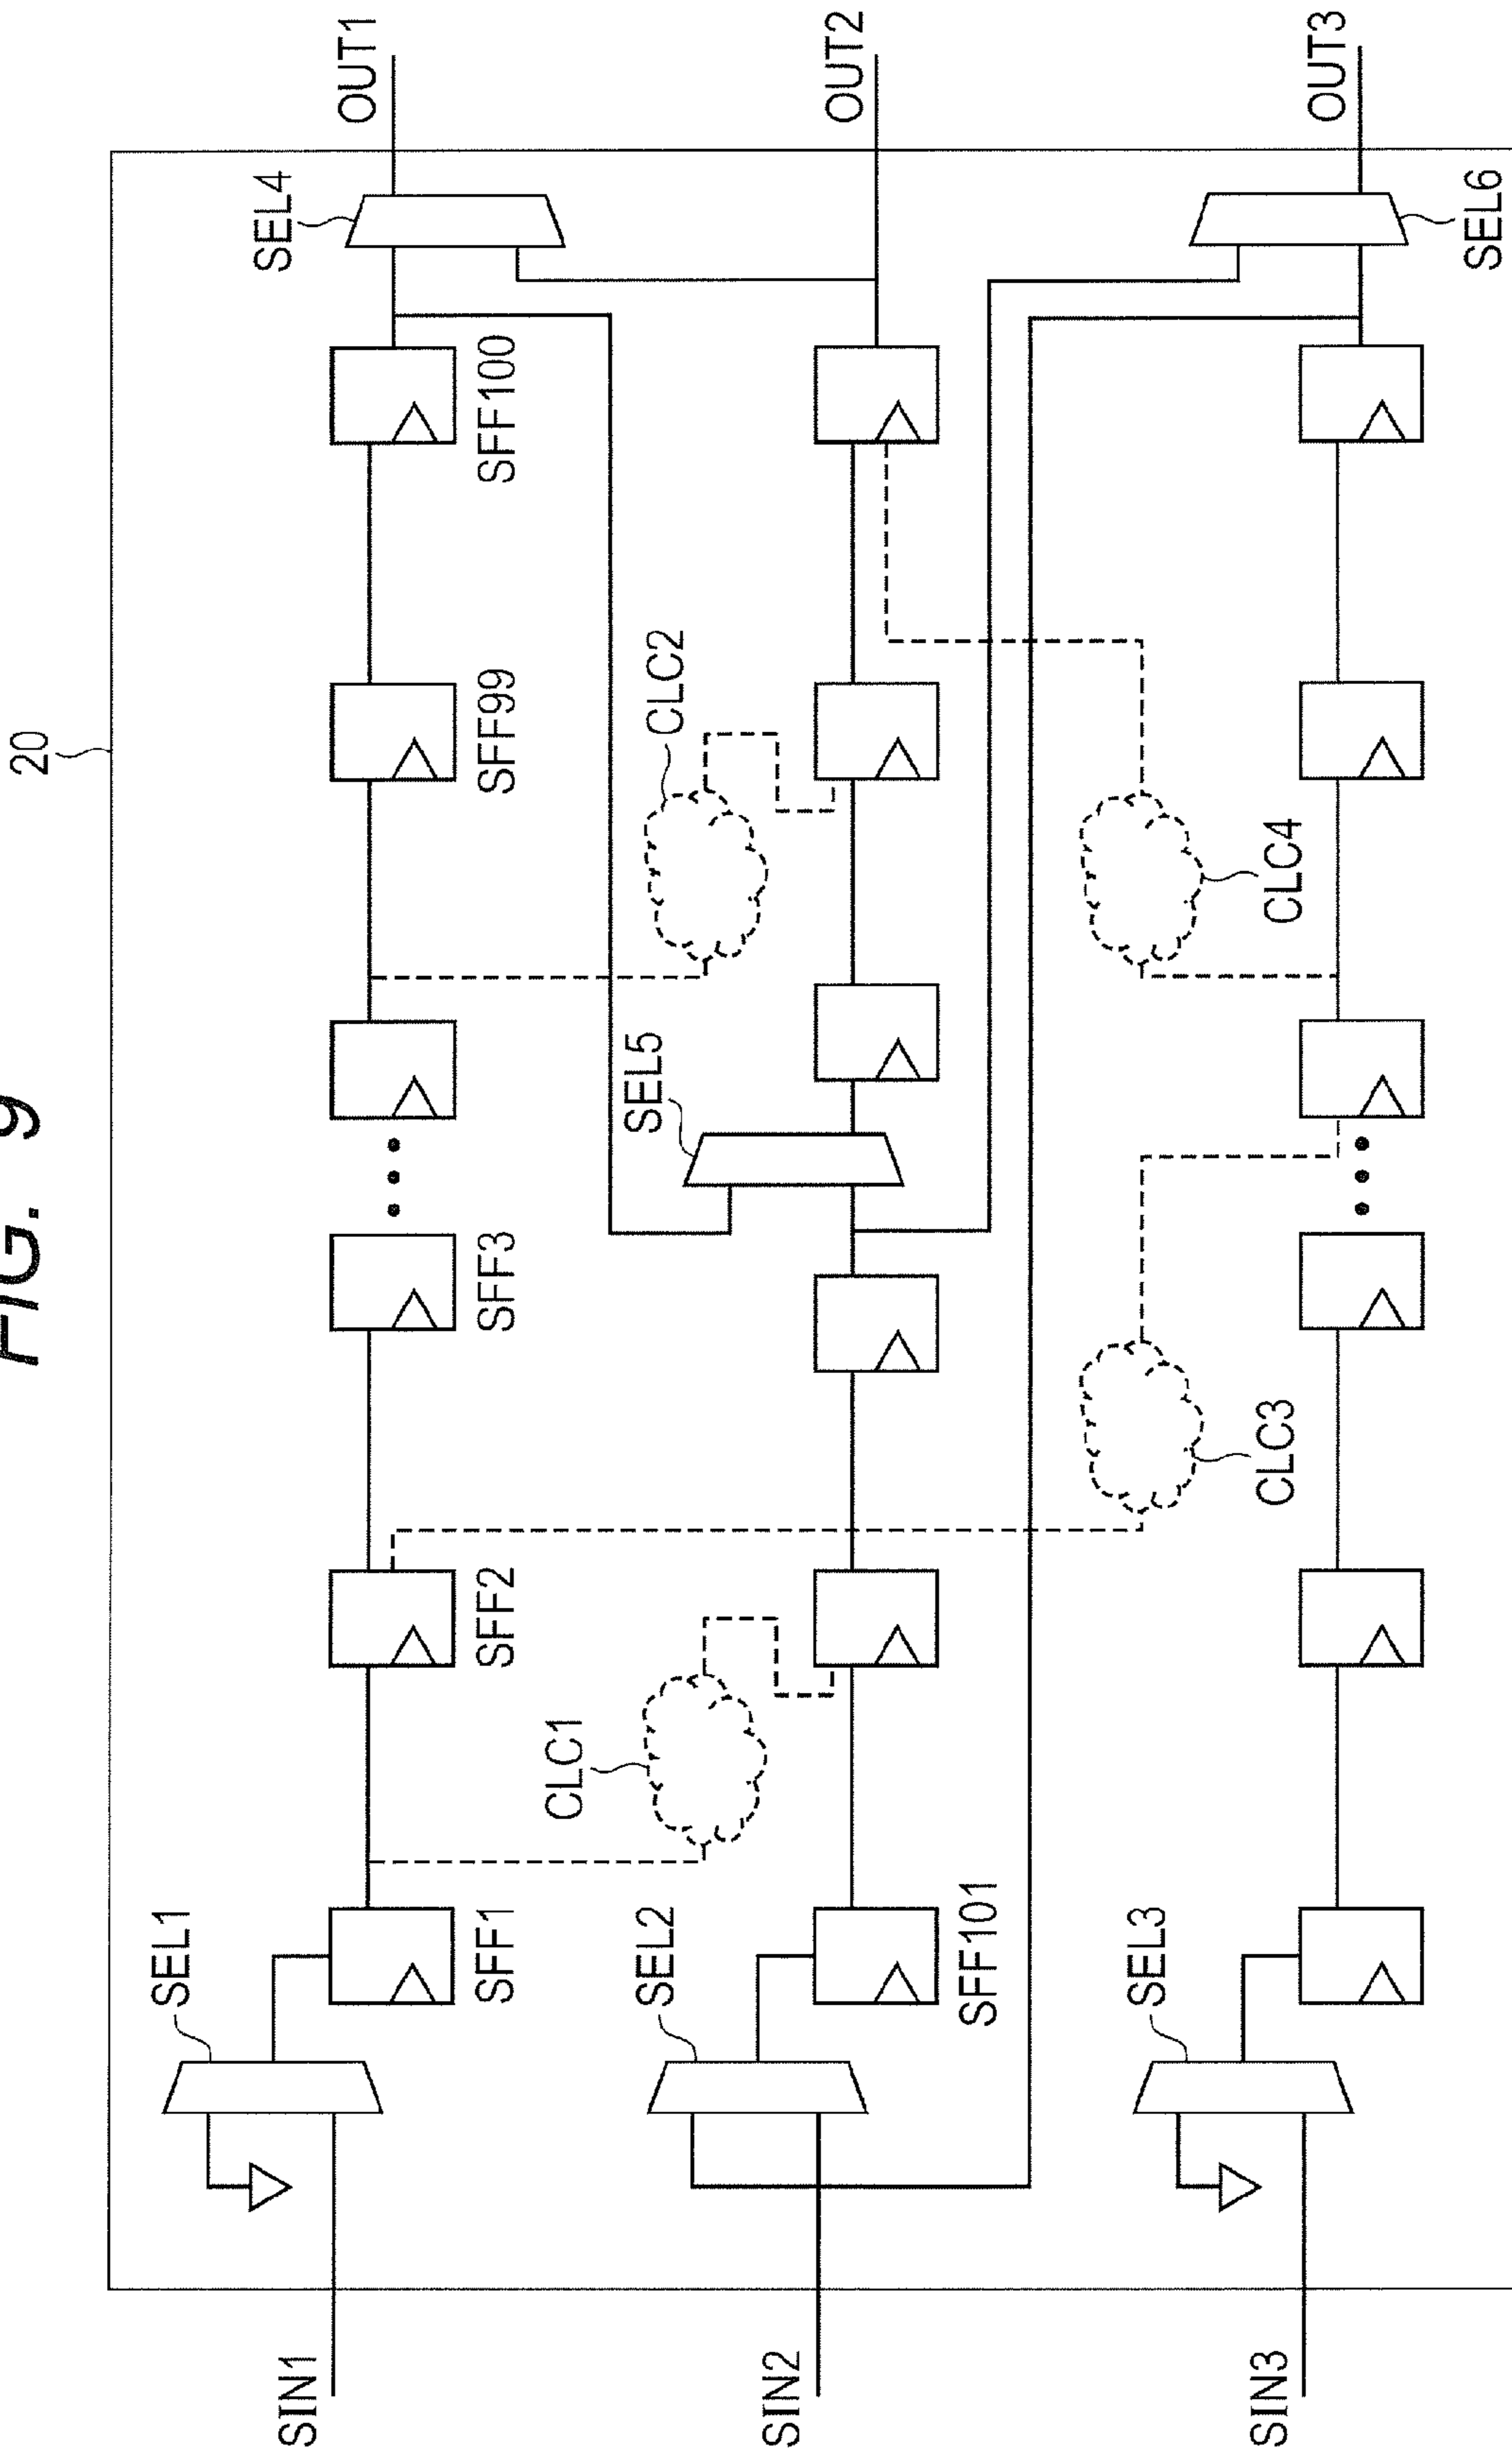 FIG. 9
20
SEL1
SFF1
SFF2
SFF3
SFF99
SFF100
SEL4
OUT1
SIN1
CLC1
CLC2
SEL2
SEL5
SFF101
OUT2
SIN2
CLC3
CLC4
SEL3
SEL6
OUT3
SIN3